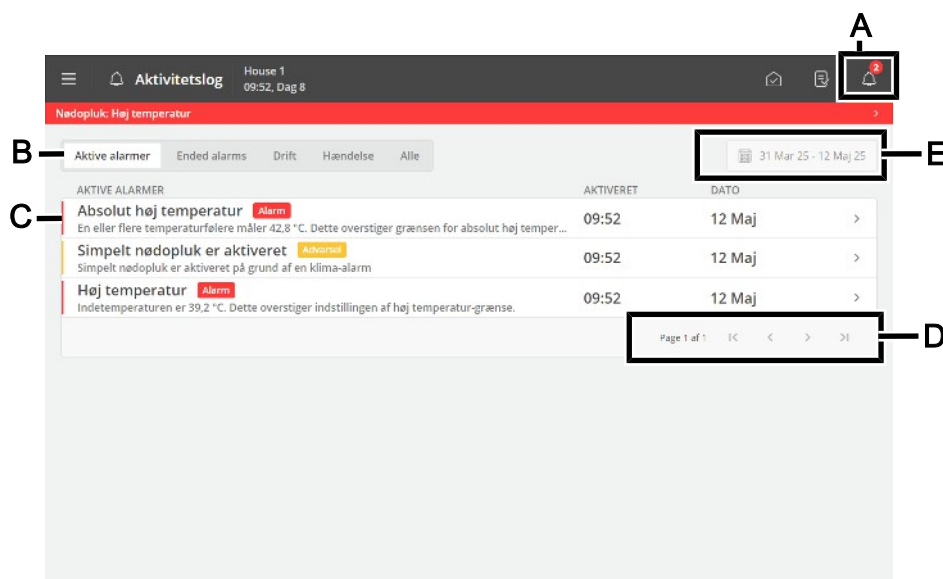 A
Aktivitetslog
House 1
09:52, Dag 8
2
Nødopluk: Høj temperatur
B
Aktive alarmer Ended alarms Drift Hændelse Alle
31 Mar 25 - 12 Maj 25
E
AKTIVE ALARMER AKTIVERET DATO
C
Absolut høj temperatur Alarm 09:52 12 Maj
En eller flere temperaturfølere måler 42,8 °C. Dette overstiger grænsen for absolut høj temper...
Simpelt nødopluk er aktiveret Advarsel 09:52 12 Maj
Simpelt nødopluk er aktiveret på grund af en klima-alarm
Høj temperatur Alarm 09:52 12 Maj
Indetemperaturen er 39,2 °C. Dette overstiger indstillingen af høj temperatur-grænse.
Page 1 af 1
D